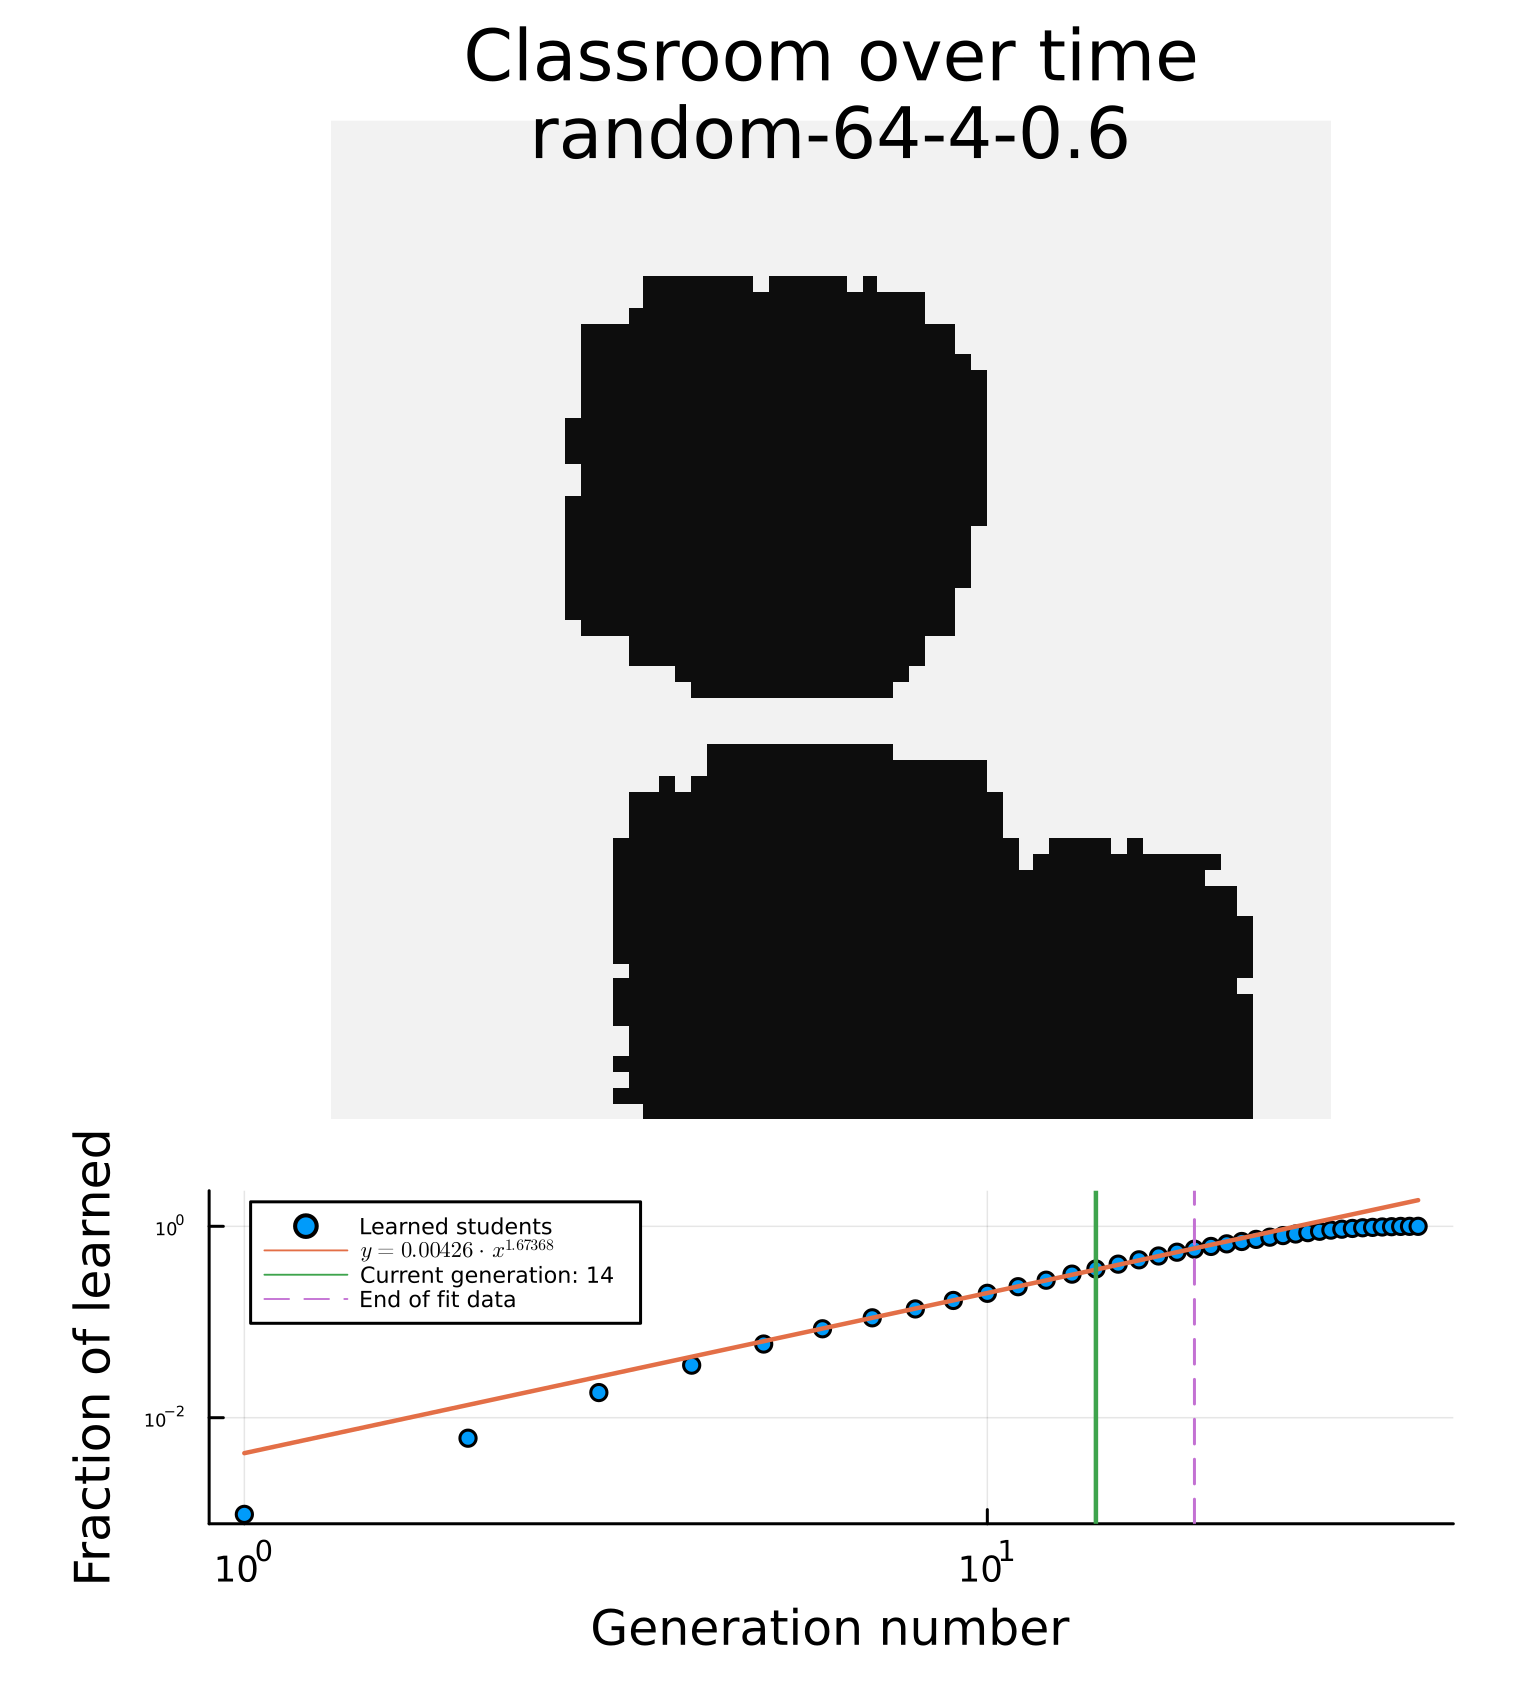 Classroom over time
random-64-4-0.6
Fraction of learned
10⁰
10⁻²
Learned students
y = 0.00426 · x^1.67368
Current generation: 14
End of fit data
10⁰
10¹
Generation number